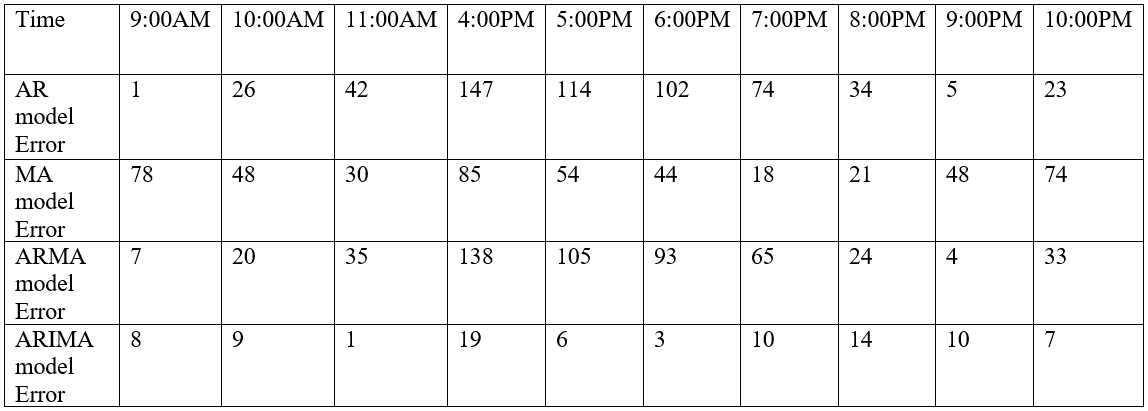 Time 9:00AM 10:00AM 11:00AM 4:00PM 5:00PM 6:00PM 7:00PM 8:00PM 9:00PM 10:00PM
AR 1 26 42 147 114 102 74 34 5 23
model
Error
MA 78 48 30 85 54 44 18 21 48 74
model
Error
ARMA 7 20 35 138 105 93 65 24 4 33
model
Error
ARIMA 8 9 1 19 6 3 10 14 10 7
model
Error